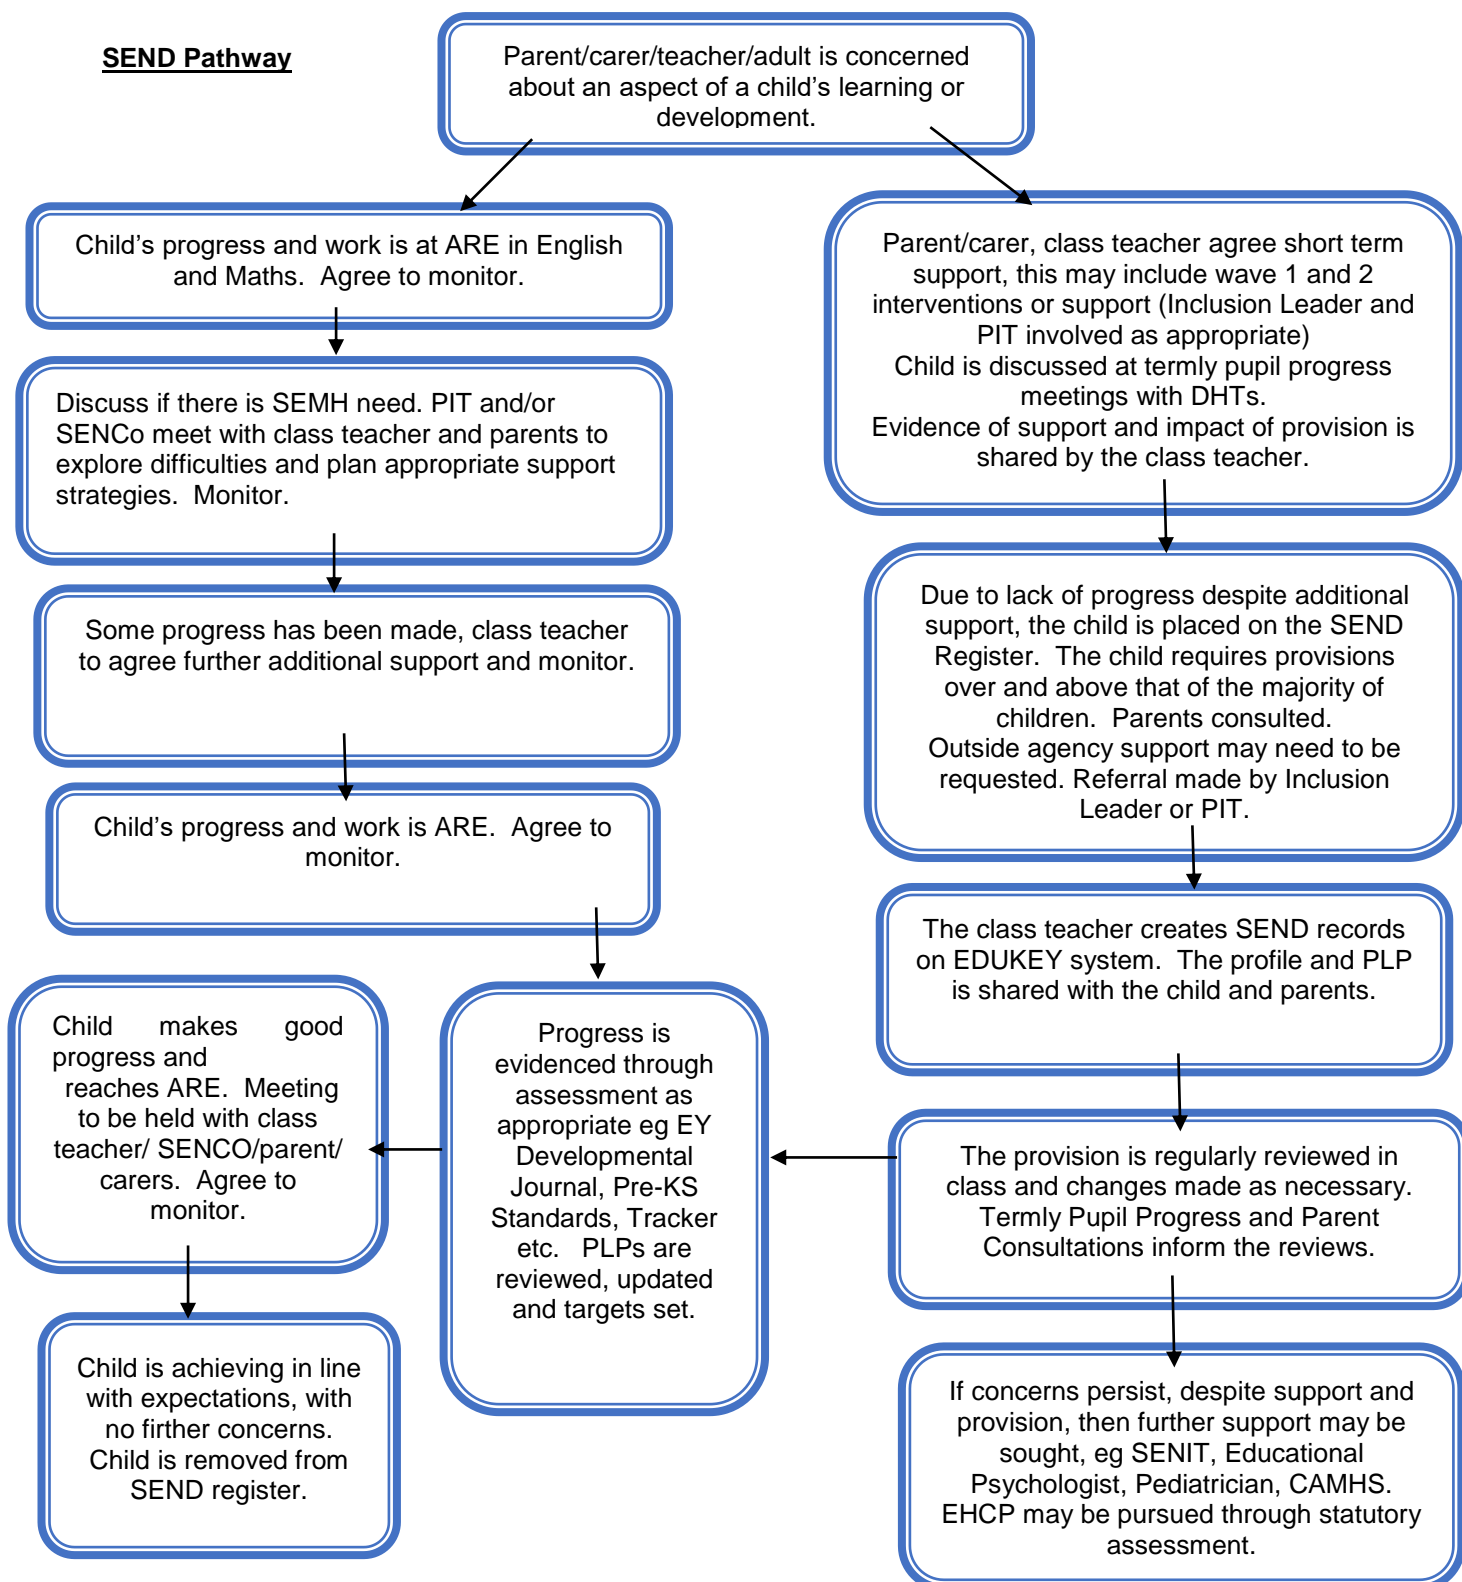 SEND Pathway
Parent/carer/teacher/adult is concerned
about an aspect of a child's learning or
development.
Child's progress and work is at ARE in English
and Maths.  Agree to monitor.
Discuss if there is SEMH need. PIT and/or
SENCo meet with class teacher and parents to
explore difficulties and plan appropriate support
strategies.  Monitor.
Some progress has been made, class teacher
to agree further additional support and monitor.
Child's progress and work is ARE.  Agree to
monitor.
Child makes good
progress and
reaches ARE.  Meeting
to be held with class
teacher/ SENCO/parent/
carers.  Agree to
monitor.
Child is achieving in line
with expectations, with
no firther concerns.
Child is removed from
SEND register.
Progress is
evidenced through
assessment as
appropriate eg EY
Developmental
Journal, Pre-KS
Standards, Tracker
etc.   PLPs are
reviewed, updated
and targets set.
Parent/carer, class teacher agree short term
support, this may include wave 1 and 2
interventions or support (Inclusion Leader and
PIT involved as appropriate)
Child is discussed at termly pupil progress
meetings with DHTs.
Evidence of support and impact of provision is
shared by the class teacher.
Due to lack of progress despite additional
support, the child is placed on the SEND
Register.  The child requires provisions
over and above that of the majority of
children.  Parents consulted.
Outside agency support may need to be
requested. Referral made by Inclusion
Leader or PIT.
The class teacher creates SEND records
on EDUKEY system.  The profile and PLP
is shared with the child and parents.
The provision is regularly reviewed in
class and changes made as necessary.
Termly Pupil Progress and Parent
Consultations inform the reviews.
If concerns persist, despite support and
provision, then further support may be
sought, eg SENIT, Educational
Psychologist, Pediatrician, CAMHS.
EHCP may be pursued through statutory
assessment.